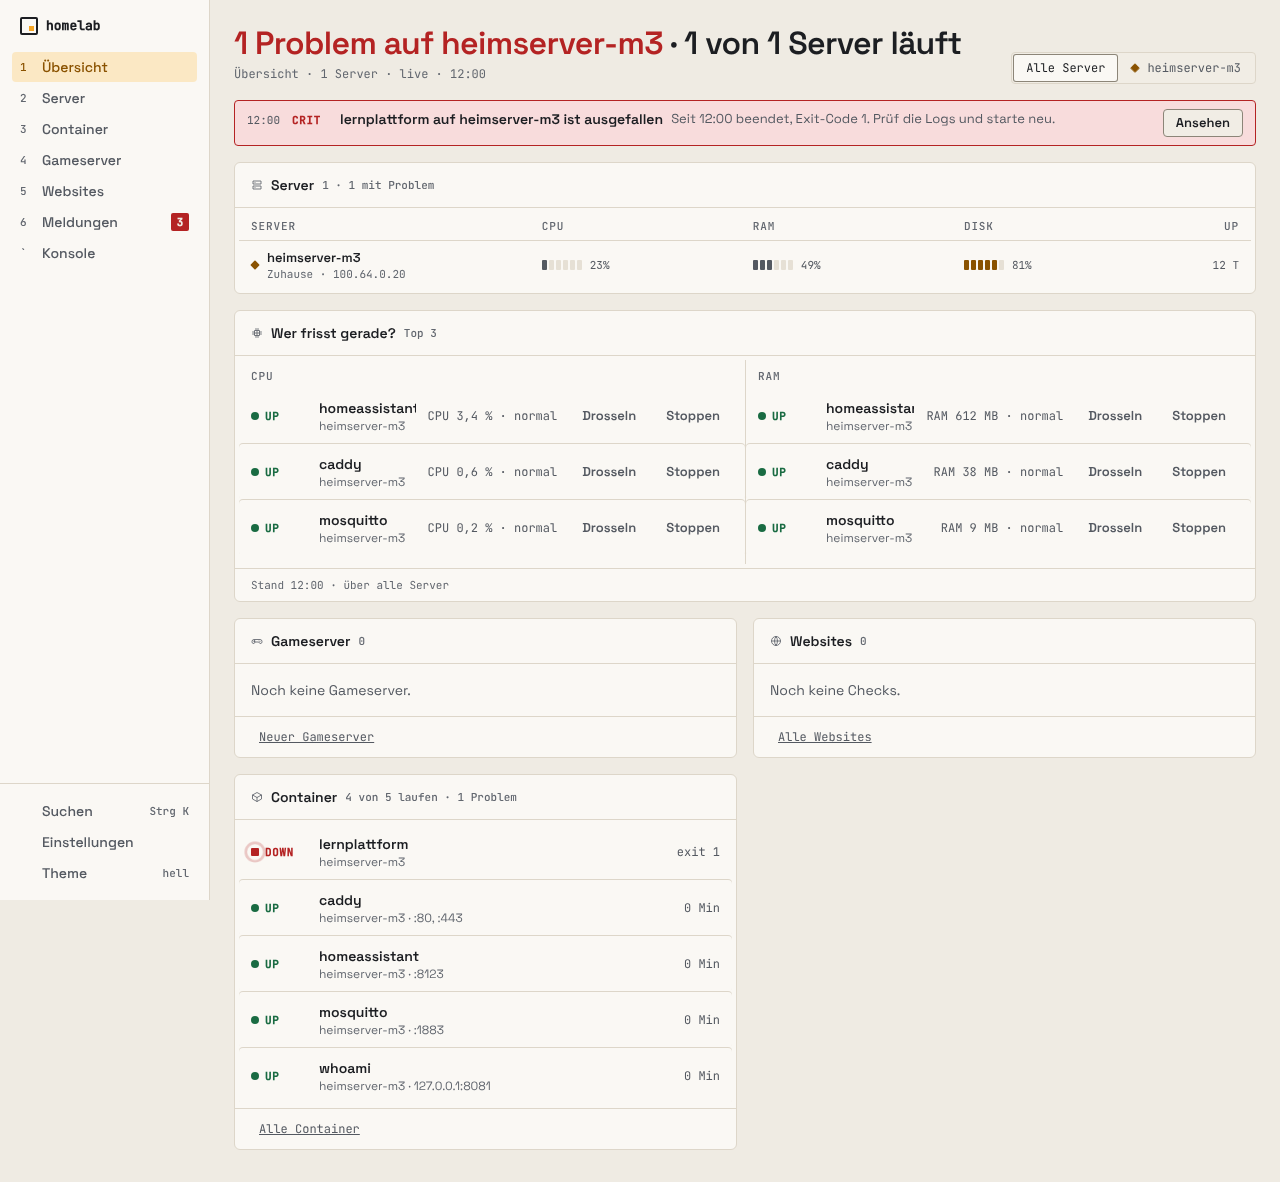 homelab
1 Übersicht
2 Server
3 Container
4 Gameserver
5 Websites
6 Meldungen 3
` Konsole
Suchen Strg K
Einstellungen
Theme hell
1 Problem auf heimserver-m3 · 1 von 1 Server läuft
Übersicht · 1 Server · live · 12:00
Alle Server heimserver-m3
12:00 CRIT lernplattform auf heimserver-m3 ist ausgefallen Seit 12:00 beendet, Exit-Code 1. Prüf die Logs und starte neu. Ansehen
Server 1 · 1 mit Problem
SERVER CPU RAM DISK UP
heimserver-m3
Zuhause · 100.64.0.20
23% 49% 81% 12 T
Wer frisst gerade? Top 3
CPU
UP homeassistant CPU 3,4 % · normal Drosseln Stoppen
heimserver-m3
UP caddy CPU 0,6 % · normal Drosseln Stoppen
heimserver-m3
UP mosquitto CPU 0,2 % · normal Drosseln Stoppen
heimserver-m3
RAM
UP homeassistan RAM 612 MB · normal Drosseln Stoppen
heimserver-m3
UP caddy RAM 38 MB · normal Drosseln Stoppen
heimserver-m3
UP mosquitto RAM 9 MB · normal Drosseln Stoppen
heimserver-m3
Stand 12:00 · über alle Server
Gameserver 0
Noch keine Gameserver.
Neuer Gameserver
Websites 0
Noch keine Checks.
Alle Websites
Container 4 von 5 laufen · 1 Problem
DOWN lernplattform exit 1
heimserver-m3
UP caddy 0 Min
heimserver-m3 · :80, :443
UP homeassistant 0 Min
heimserver-m3 · :8123
UP mosquitto 0 Min
heimserver-m3 · :1883
UP whoami 0 Min
heimserver-m3 · 127.0.0.1:8081
Alle Container